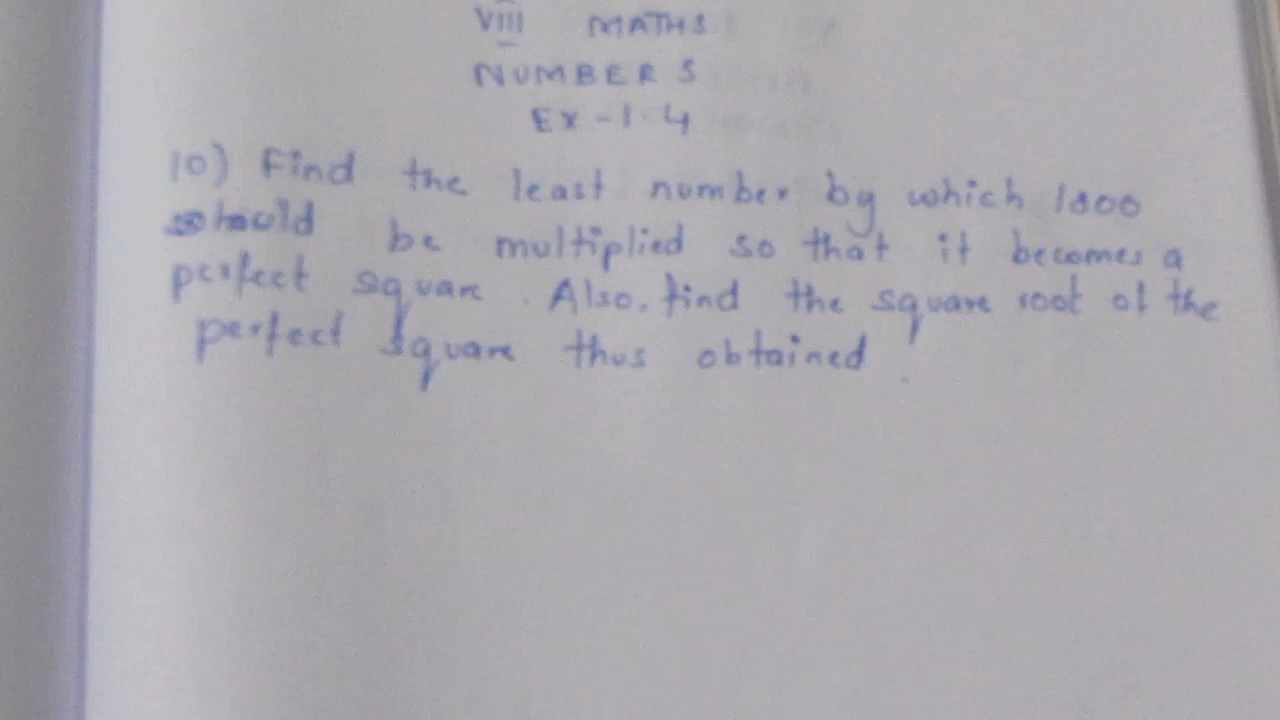 VIII MATHS
NUMBERS
EX - 1.4
10) Find the least number by which 1800
should be multiplied so that it becomes a
perfect square. Also, find the square root of the
perfect square thus obtained.